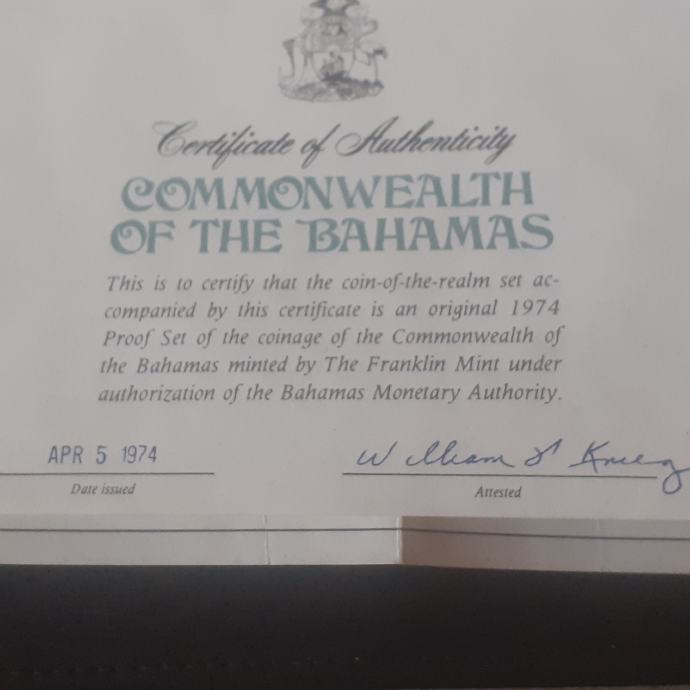 Certificate of Authenticity
COMMONWEALTH
OF THE BAHAMAS
This is to certify that the coin-of-the-realm set ac-
companied by this certificate is an original 1974
Proof Set of the coinage of the Commonwealth of
the Bahamas minted by The Franklin Mint under
authorization of the Bahamas Monetary Authority.
APR 5 1974
William
Date issued
Attested